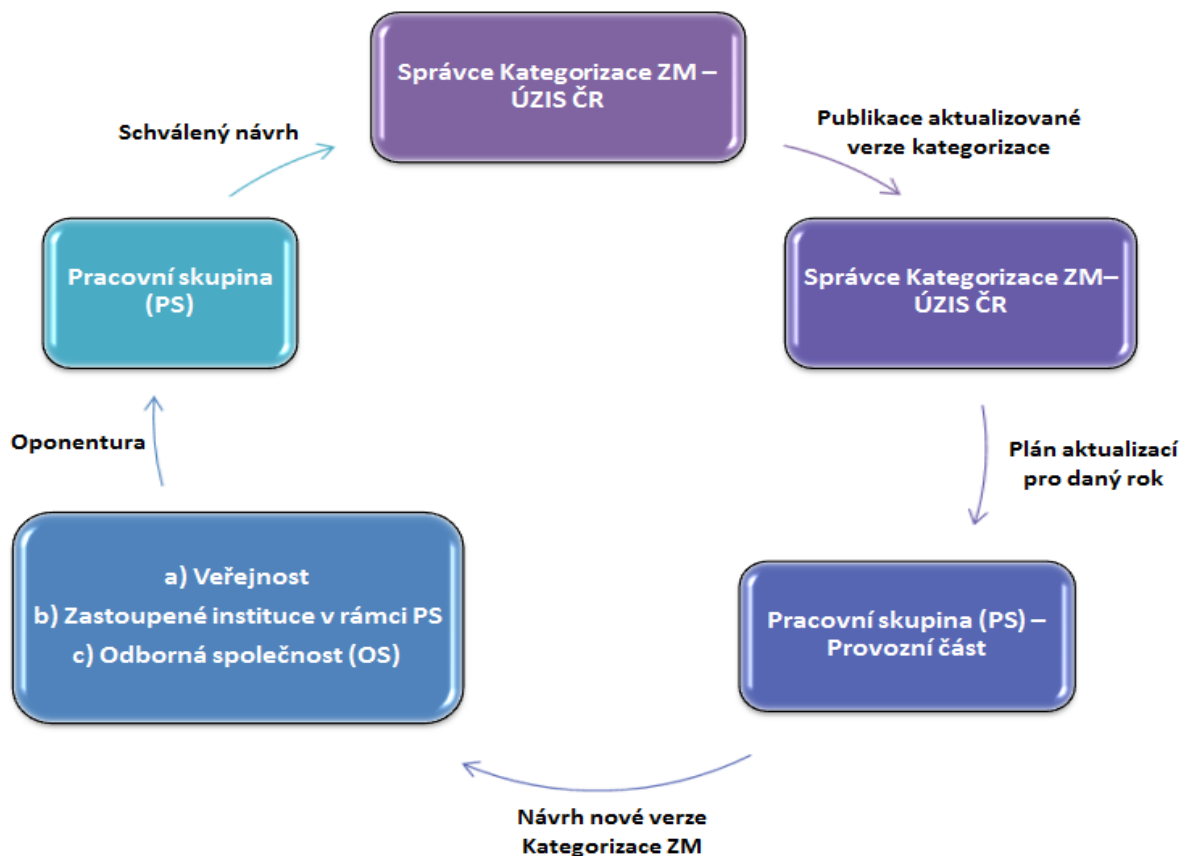 Správce Kategorizace ZM –
ÚZIS ČR
Publikace aktualizované
verze kategorizace
Správce Kategorizace ZM–
ÚZIS ČR
Plán aktualizací
pro daný rok
Pracovní skupina (PS) –
Provozní část
Návrh nové verze
Kategorizace ZM
a) Veřejnost
b) Zastoupené instituce v rámci PS
c) Odborná společnost (OS)
Oponentura
Pracovní skupina
(PS)
Schválený návrh